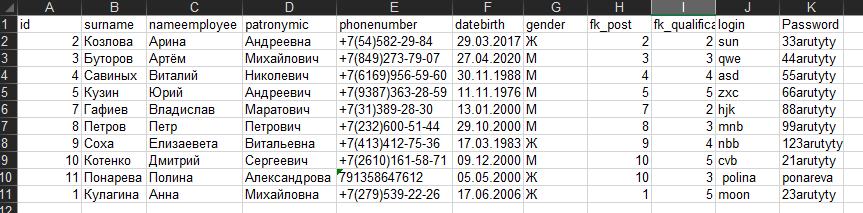 A B C D E F G H I J K
1 id surname nameemployee patronymic phonenumber datebirth gender fk_post fk_qualifica login Password
2 2 Козлова Арина Андреевна +7(54)582-29-84 29.03.2017 Ж 2 2 sun 33arutyty
3 3 Буторов Артём Михайлович +7(849)273-79-07 27.04.2020 М 3 3 qwe 44arutyty
4 4 Савиных Виталий Николевич +7(6169)956-59-60 30.11.1988 М 4 4 asd 55arutyty
5 5 Кузин Юрий Андреевич +7(9387)363-28-59 11.11.1976 М 5 5 zxc 66arutyty
6 7 Гафиев Владислав Маратович +7(31)389-28-30 13.01.2000 М 7 2 hjk 88arutyty
7 8 Петров Петр Петрович +7(232)600-51-44 29.10.2000 М 8 3 mnb 99arutyty
8 9 Соха Елизаевета Витальевна +7(413)412-75-36 17.03.1983 Ж 9 4 nbb 123arutyty
9 10 Котенко Дмитрий Сергеевич +7(2610)161-58-71 09.12.2000 М 10 5 cvb 21arutyty
10 11 Понарева Полина Александрова 791358647612 05.05.2000 Ж 10 3 polina ponareva
11 1 Кулагина Анна Михайловна +7(279)539-22-26 17.06.2006 Ж 1 5 moon 23arutyty
12